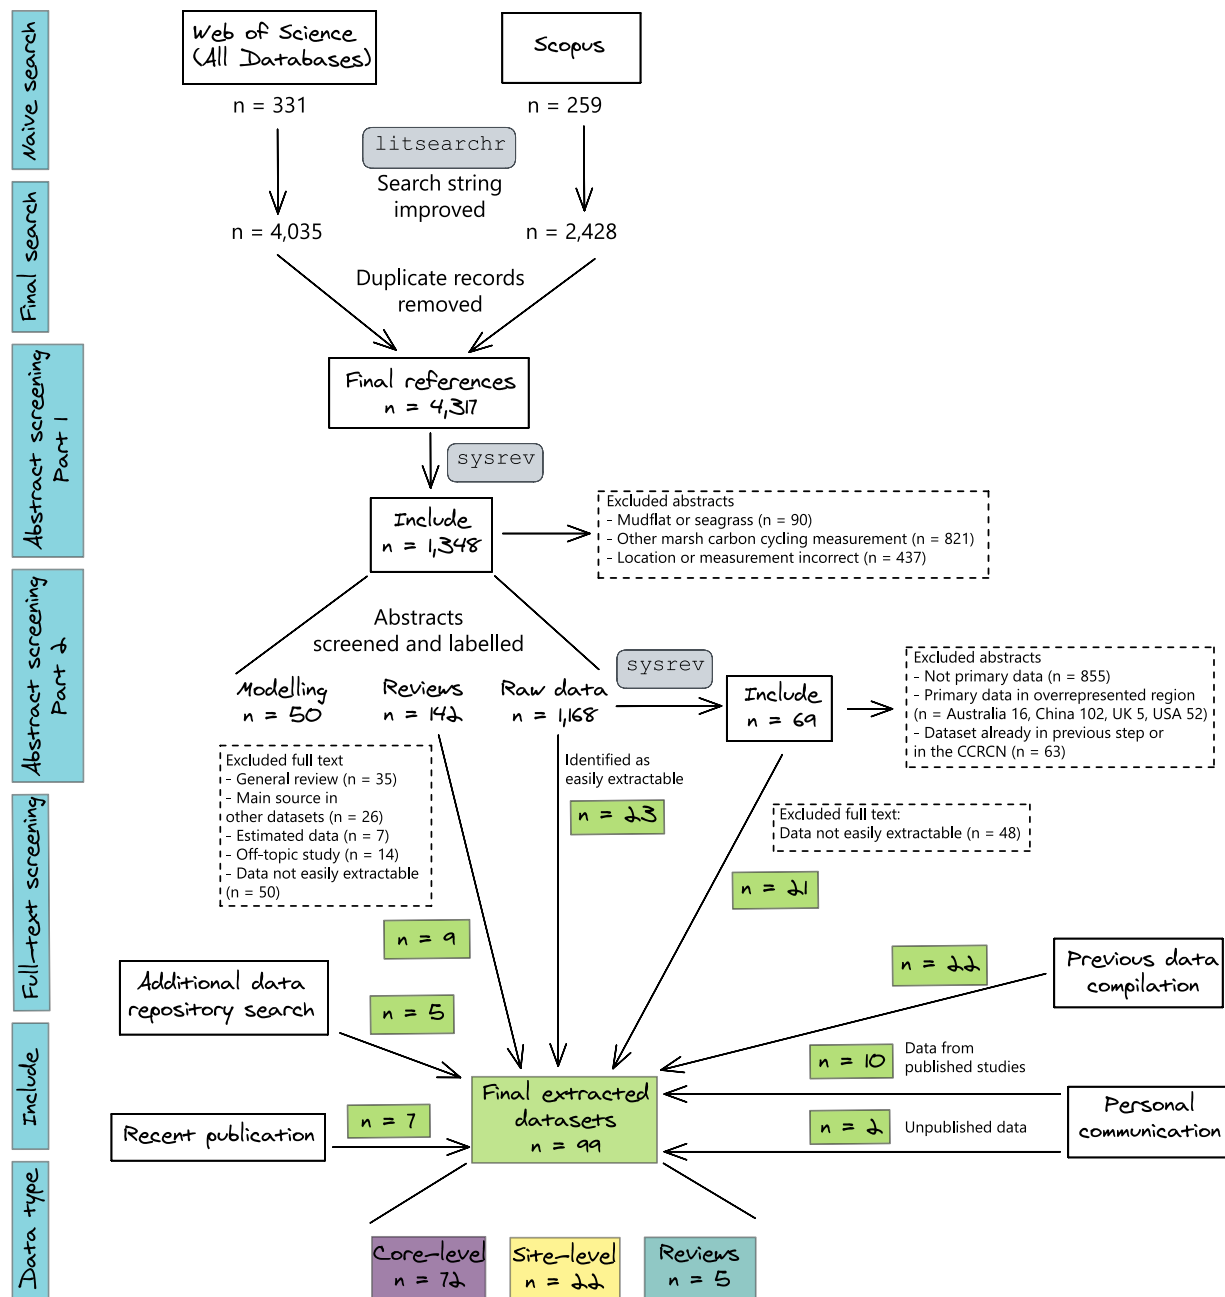 Naive search
Web of Science
(All Databases)
Scopus
n = 331
n = 259
litsearchr
Search string
improved
Final search
n = 4,035
n = 2,428
Duplicate records
removed
Abstract screening
Part 1
Final references
n = 4,317
sysrev
Include
n = 1,348
Excluded abstracts
- Mudflat or seagrass (n = 90)
- Other marsh carbon cycling measurement (n = 821)
- Location or measurement incorrect (n = 437)
Abstract screening
Part 2
Abstracts
screened and labelled
sysrev
Modelling
n = 50
Reviews
n = 142
Raw data
n = 1,168
Include
n = 69
Excluded abstracts
- Not primary data (n = 855)
- Primary data in overrepresented region
(n = Australia 16, China 102, UK 5, USA 52)
- Dataset already in previous step or
in the CCRCN (n = 63)
Full-text screening
Excluded full text
- General review (n = 35)
- Main source in
other datasets (n = 26)
- Estimated data (n = 7)
- Off-topic study (n = 14)
- Data not easily extractable
(n = 50)
Identified as
easily extractable
n = 23
Excluded full text:
Data not easily extractable (n = 48)
n = 21
n = 9
n = 22
Previous data
compilation
Additional data
repository search
n = 5
Include
n = 10
Data from
published studies
Final extracted
datasets
n = 99
Recent publication
n = 7
n = 2
Unpublished data
Personal
communication
Data type
Core-level
n = 72
Site-level
n = 22
Reviews
n = 5